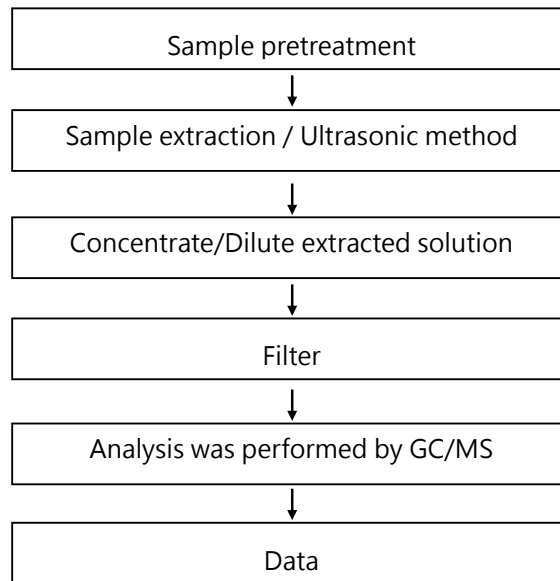 Sample pretreatment
Sample extraction / Ultrasonic method
Concentrate/Dilute extracted solution
Filter
Analysis was performed by GC/MS
Data